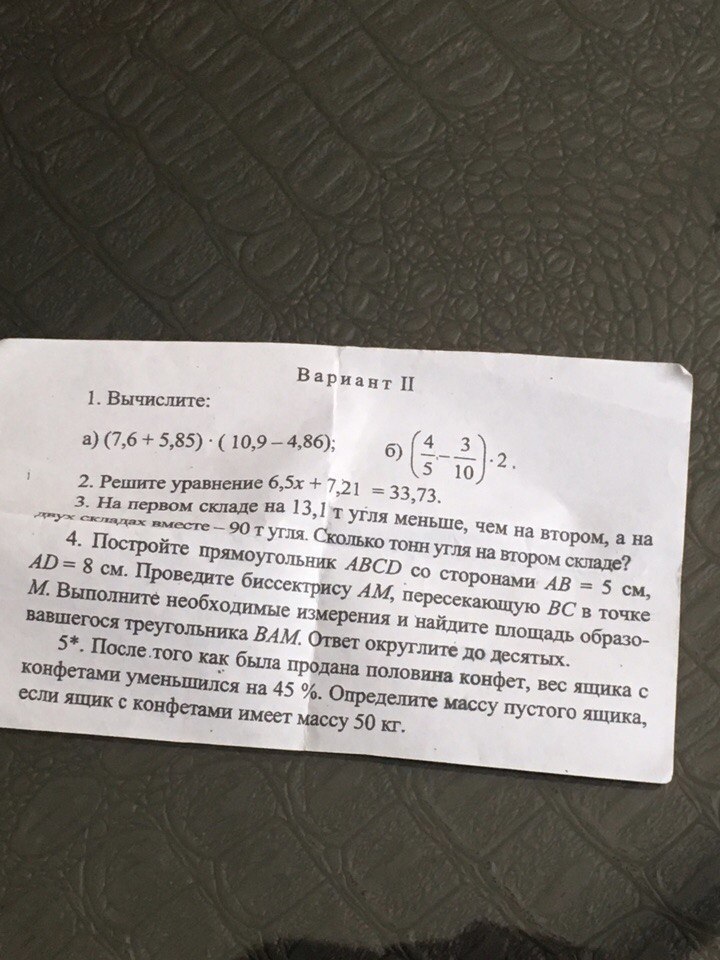 Вариант II
1. Вычислите:
а) (7,6 + 5,85) · ( 10,9 – 4,86);    б) (4/5 – 3/10) · 2 .
2. Решите уравнение 6,5x + 7,21 = 33,73.
3. На первом складе на 13,1 т угля меньше, чем на втором, а на
двух складах вместе – 90 т угля. Сколько тонн угля на втором складе?
4. Постройте прямоугольник ABCD со сторонами AB = 5 см,
AD = 8 см. Проведите биссектрису AM, пересекающую BC в точке
M. Выполните необходимые измерения и найдите площадь образо-
вавшегося треугольника BAM. Ответ округлите до десятых.
5*. После того как была продана половина конфет, вес ящика с
конфетами уменьшился на 45 %. Определите массу пустого ящика,
если ящик с конфетами имеет массу 50 кг.